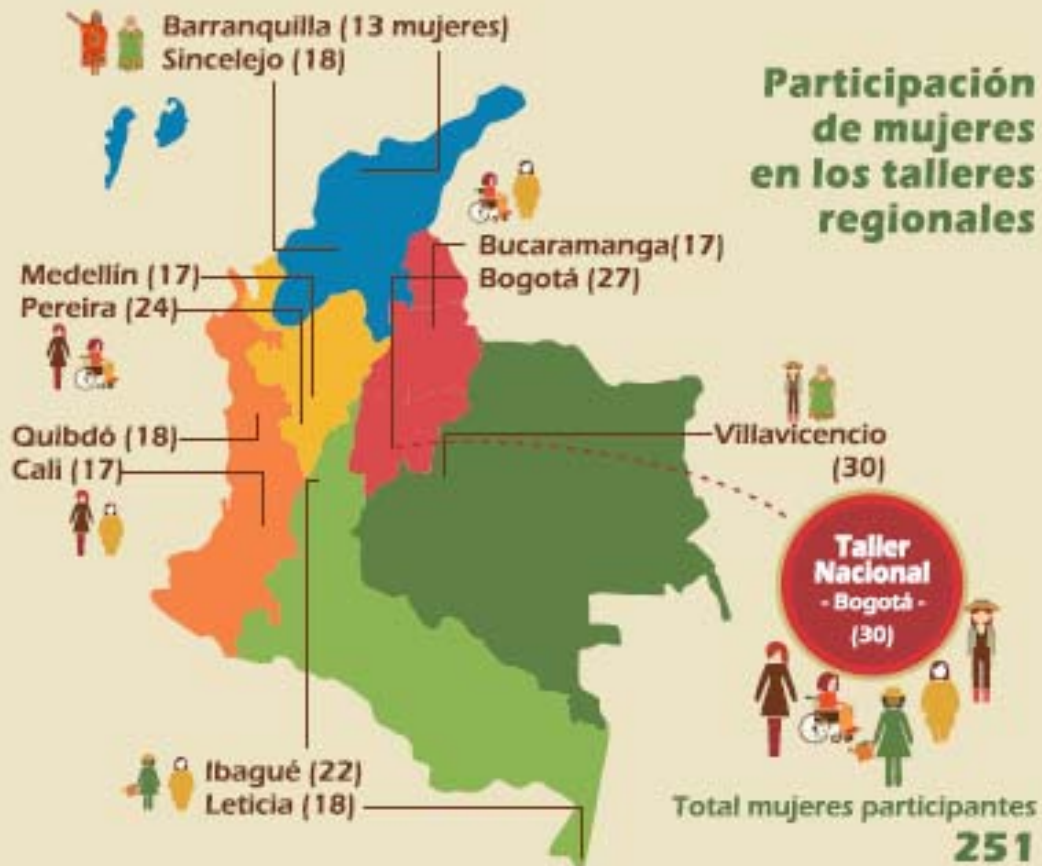 Barranquilla (13 mujeres)
Sincelejo (18)
Participación
de mujeres
en los talleres
regionales
Bucaramanga(17)
Bogotá (27)
Medellín (17)
Pereira (24)
Quibdó (18)
Cali (17)
Villavicencio
(30)
Taller
Nacional
- Bogotá -
(30)
Ibagué (22)
Leticia (18)
Total mujeres participantes
251